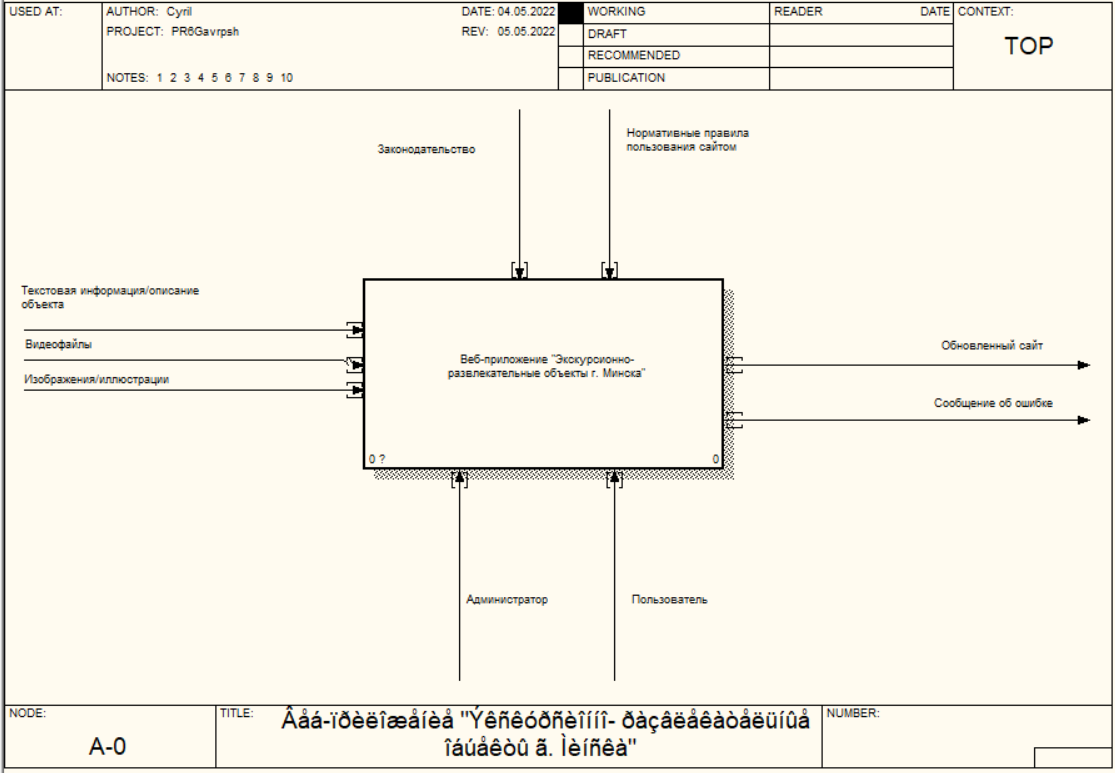 USED AT:
AUTHOR: Cyril
DATE: 04.05.2022
WORKING
READER
DATE
CONTEXT:
PROJECT: PR6Gavrpsh
REV: 05.05.2022
DRAFT
TOP
RECOMMENDED
NOTES: 1 2 3 4 5 6 7 8 9 10
PUBLICATION
Законодательство
Нормативные правила
пользования сайтом
Текстовая информация/описание
объекта
Видеофайлы
Изображения/иллюстрации
Веб-приложение "Экскурсионно-
развлекательные объекты г. Минска"
0 ?
0
Обновленный сайт
Сообщение об ошибке
Администратор
Пользователь
NODE:
A-0
TITLE:
Âåá-ïðèëîæåíèå "Ýêñêóðñèîííî- ðàçâëåêàòåëüíûå
îáúåêòû ã. Ìèíñêà"
NUMBER: